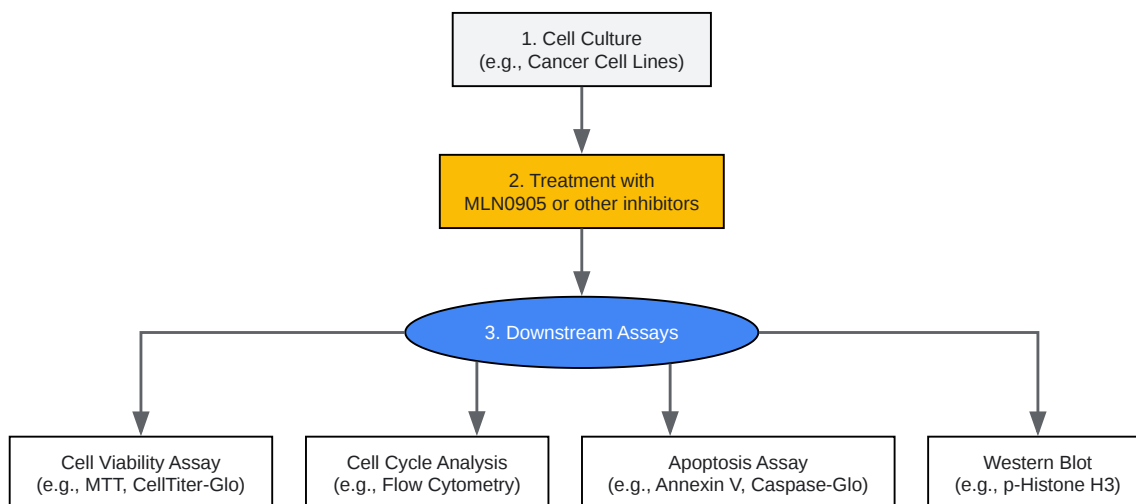 1. Cell Culture
(e.g., Cancer Cell Lines)
2. Treatment with
MLN0905 or other inhibitors
3. Downstream Assays
Cell Viability Assay
(e.g., MTT, CellTiter-Glo)
Cell Cycle Analysis
(e.g., Flow Cytometry)
Apoptosis Assay
(e.g., Annexin V, Caspase-Glo)
Western Blot
(e.g., p-Histone H3)